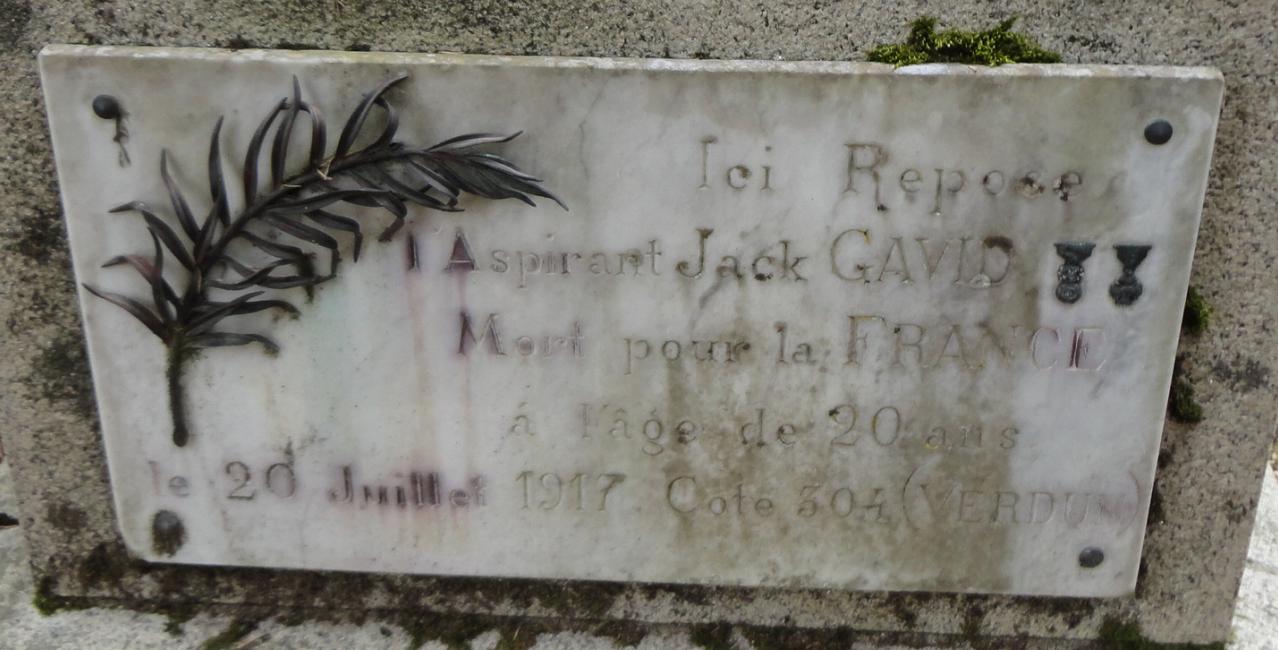 Ici Repose
l'Aspirant Jack GAVID
Mort pour la FRANCE
á l'âge de 20 ans
le 20 Juillet 1917 Cote 304 (VERDUN)